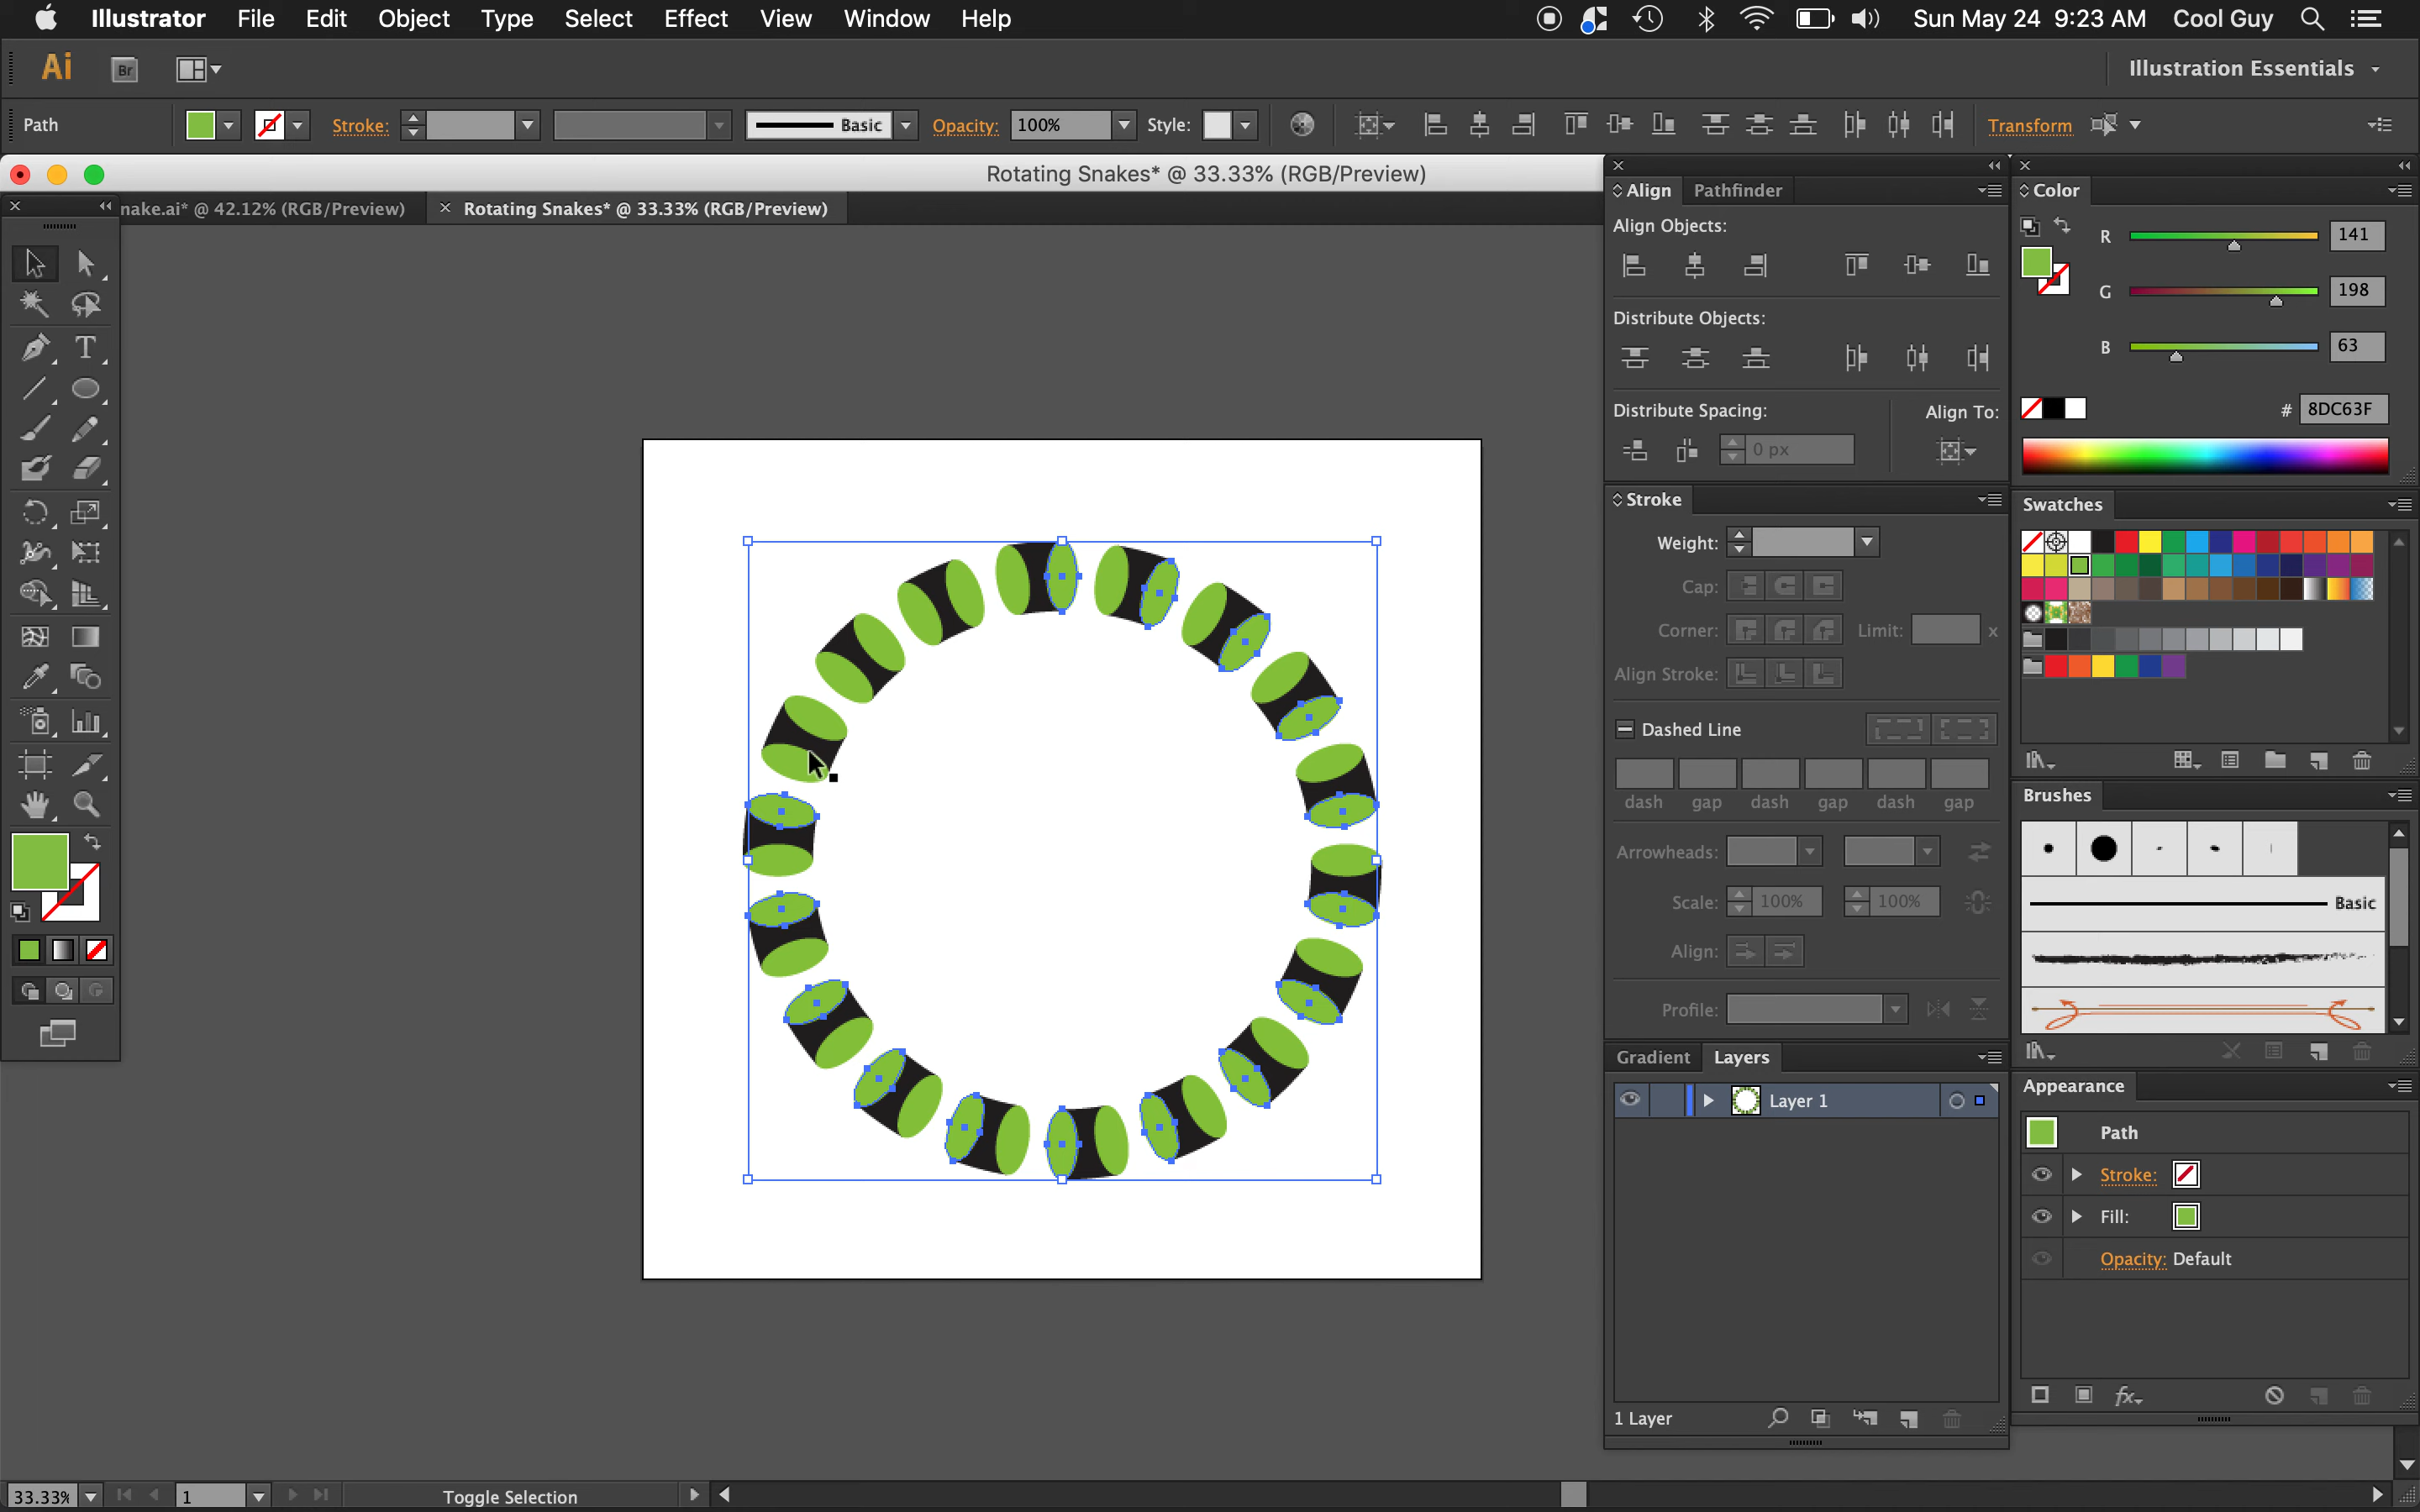 Illustrator File Edit Object Type Select Effect View Window Help Sun May 24 9:23 AM Cool Guy
Ai Br Illustration Essentials
Path Stroke: Basic Opacity: 100% Style: Transform
Rotating Snakes* @ 33.33% (RGB/Preview)
nake.ai* @ 42.12% (RGB/Preview) × Rotating Snakes* @ 33.33% (RGB/Preview)
T
Align Pathfinder
Align Objects:
Distribute Objects:
Distribute Spacing: Align To:
0 px
Stroke
Weight:
Cap:
Corner: Limit: x
Align Stroke:
Dashed Line
dash gap dash gap dash gap
Arrowheads:
Scale: 100% 100%
Align:
Profile:
Gradient Layers
Layer 1
1 Layer
Color
R 141
G 198
B 63
# 8DC63F
Swatches
Brushes
Basic
Appearance
Path
Stroke:
Fill:
Opacity: Default
fx
33.33% 1 Toggle Selection